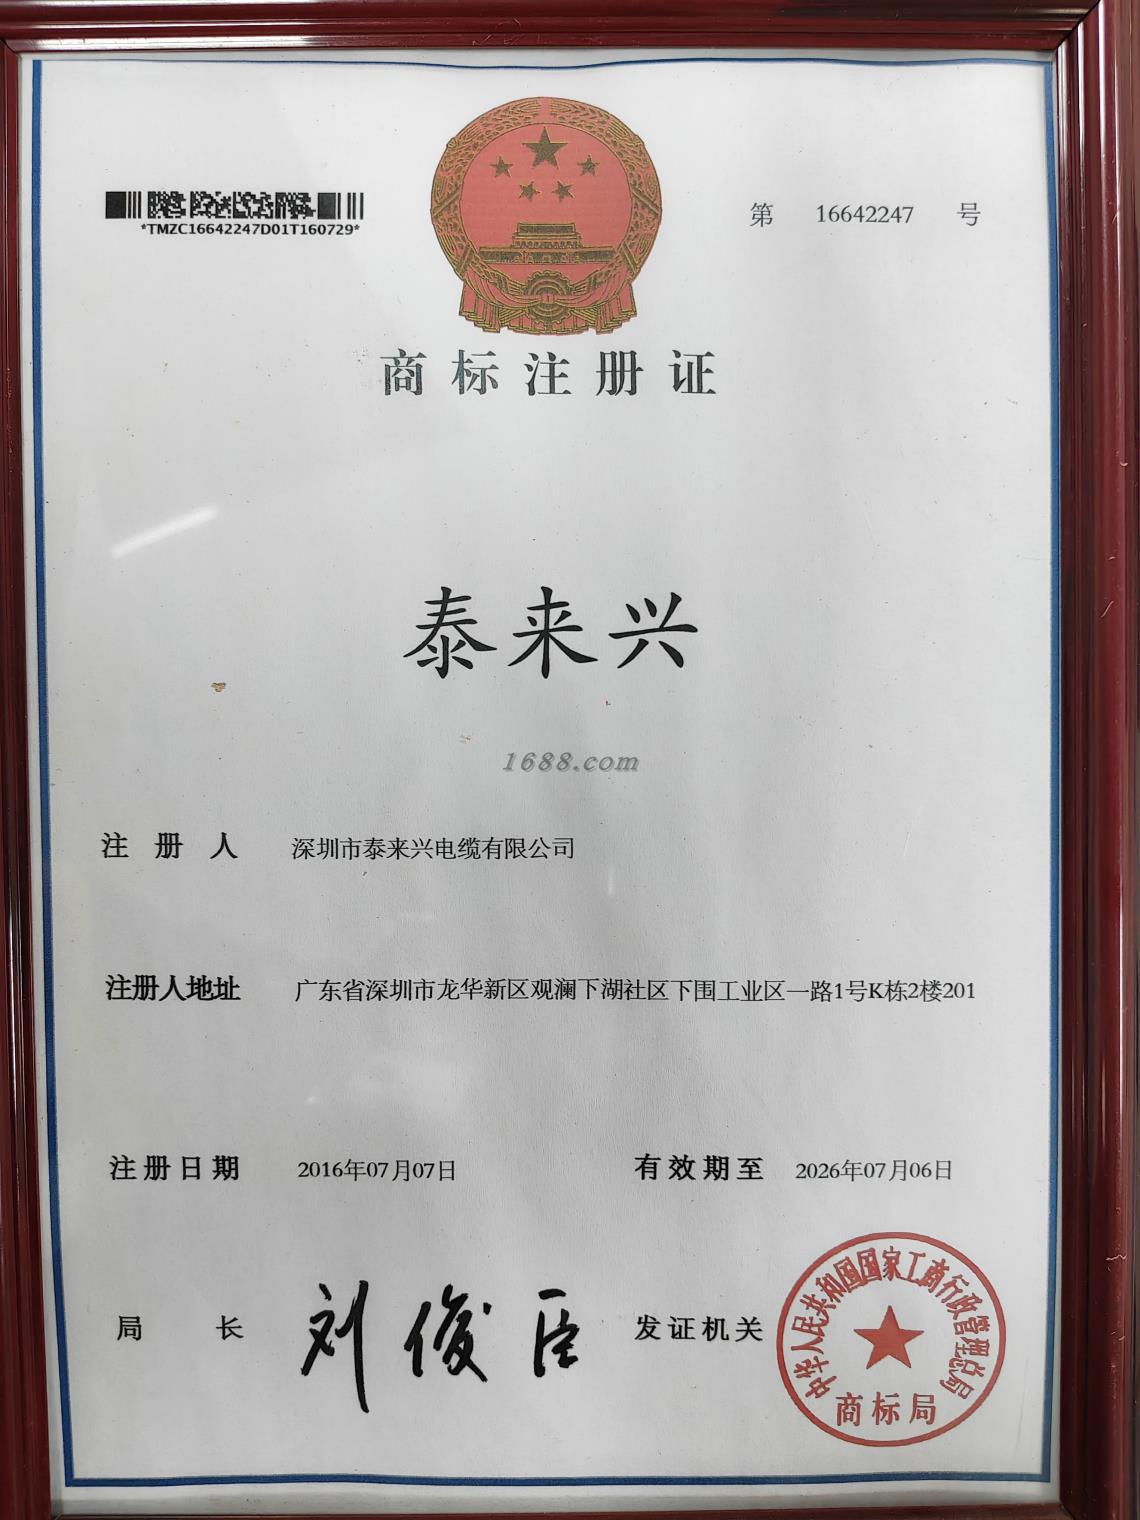 *TMZC16642247D01T160729*
第 16642247 号
商标注册证
泰来兴
1688.com
注册人 深圳市泰来兴电缆有限公司
注册人地址 广东省深圳市龙华新区观澜下湖社区下围工业区一路1号K栋2楼201
注册日期 2016年07月07日 有效期至 2026年07月06日
局长 刘俊臣 发证机关
中华人民共和国国家工商行政管理总局
商标局